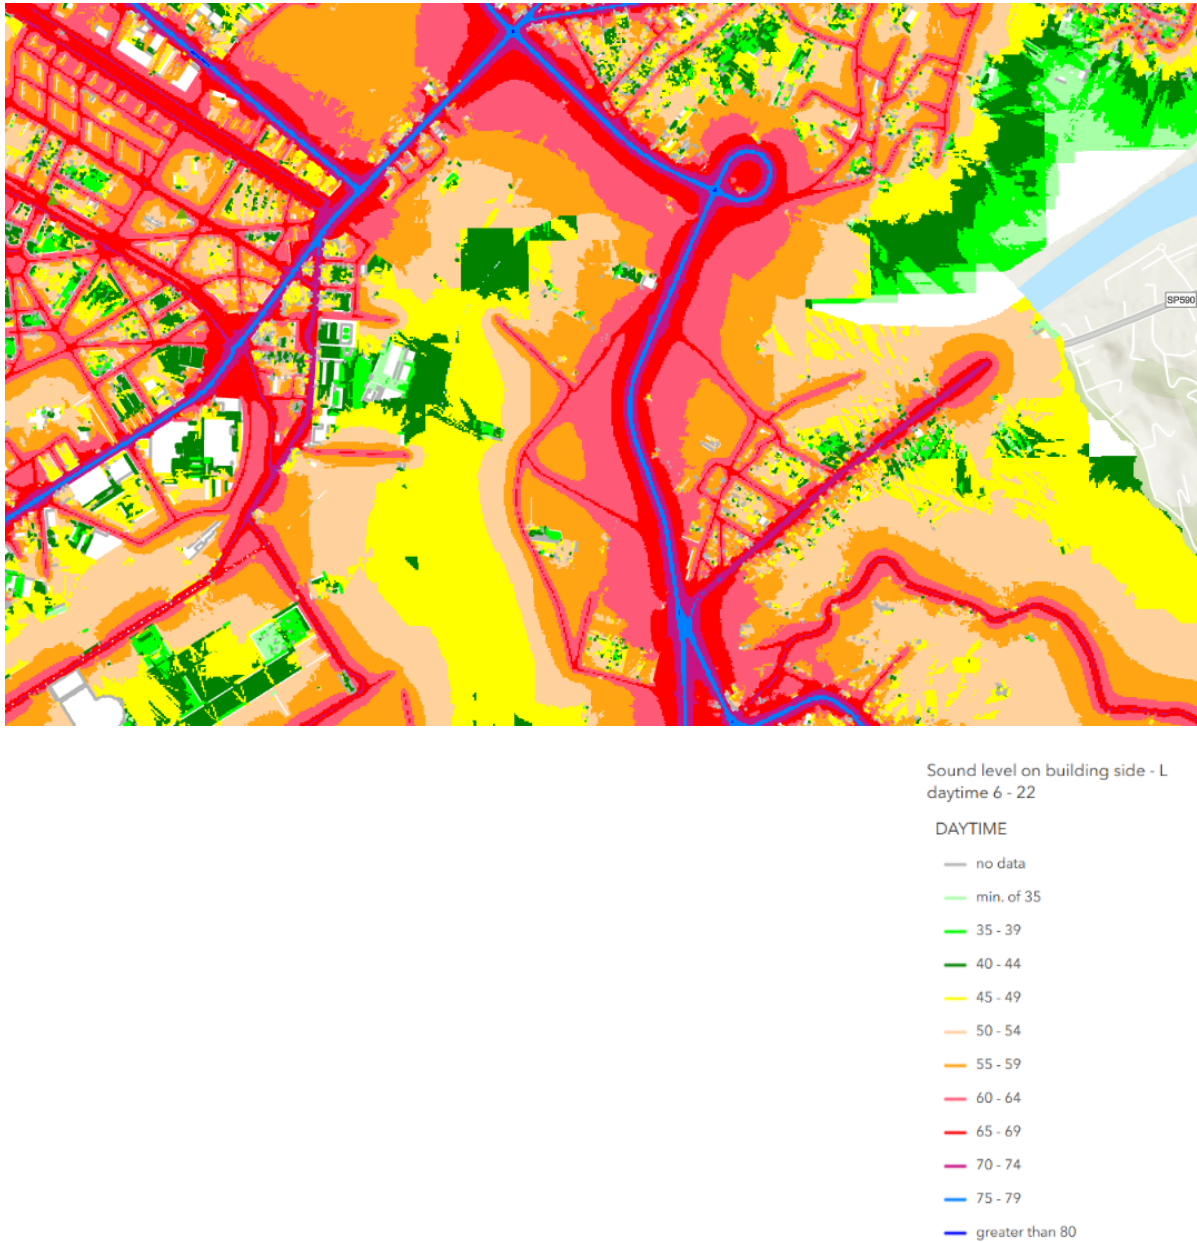 SP590
Sound level on building side - L
daytime 6 - 22
DAYTIME
no data
min. of 35
35 - 39
40 - 44
45 - 49
50 - 54
55 - 59
60 - 64
65 - 69
70 - 74
75 - 79
greater than 80